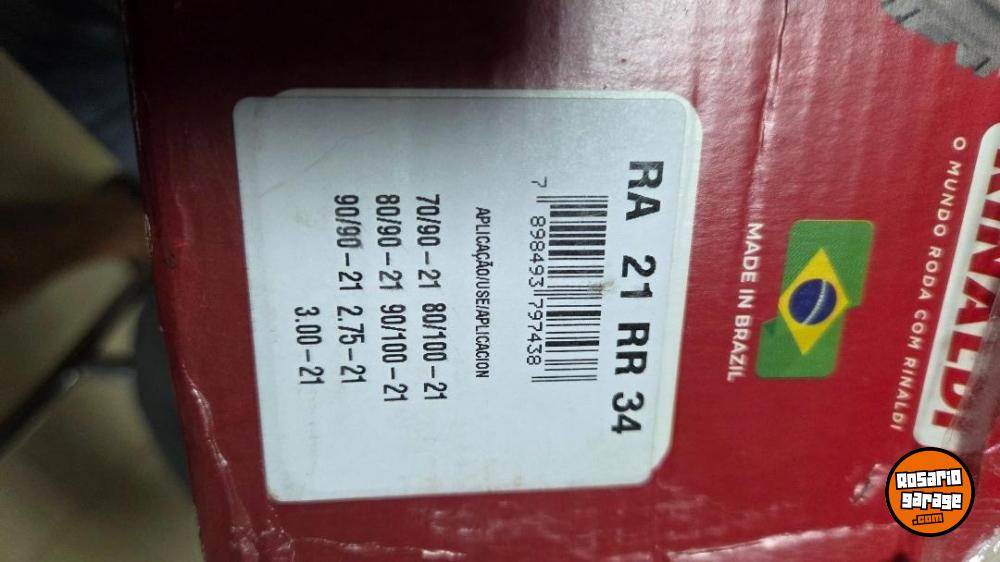 RINALDI
O MUNDO RODA COM RINALDI
MADE IN BRAZIL
RA 21 RR 34
7 898493 797438
APLICAÇÃO/USE/APLICACION
70/90-21 80/100-21
80/90-21 90/100-21
90/90-21 2.75-21
3.00-21
Rosario
garage
.com